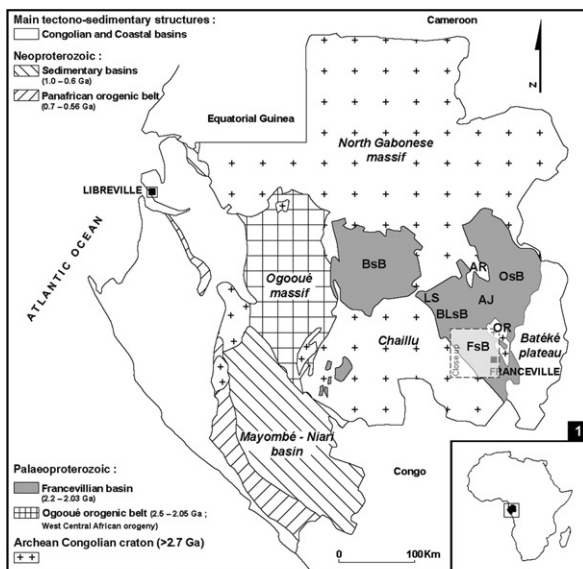 Main tectono-sedimentary structures :
Congolian and Coastal basins
Neoproterozoic :
Sedimentary basins
(1.0 – 0.6 Ga)
Panafrican orogenic belt
(0.7 – 0.56 Ga)
Cameroon
N
Equatorial Guinea
North Gabonese
massif
LIBREVILLE
ATLANTIC OCEAN
Ogooué
massif
BsB
AR
OsB
LS
AJ
BLsB
OR
Chaillu
Batéké
plateau
FsB
Close up
FRANCEVILLE
Mayombé - Niari
basin
1
Congo
Palaeoproterozoic :
Francevillian basin
(2.2 – 2.03 Ga)
Ogooué orogenic belt (2.5 - 2.05 Ga ;
West Central African orogeny)
Archean Congolian craton (>2.7 Ga)
0 100Km